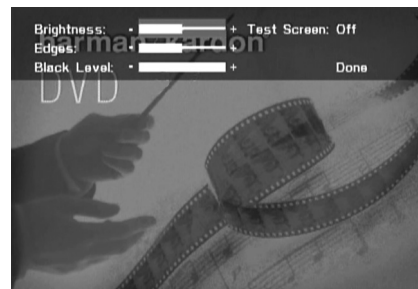 Brightness: - + Test Screen: Off
harman/kardon
Edges: - +
Black Level: - + Done
DVD